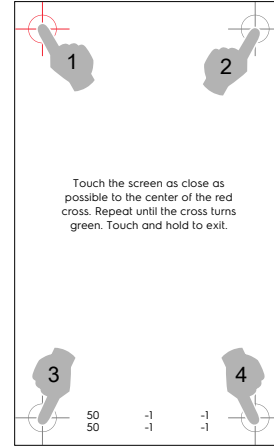 1
2
Touch the screen as close as
possible to the center of the red
cross. Repeat until the cross turns
green. Touch and hold to exit.
3
4
50 -1 -1
50 -1 -1